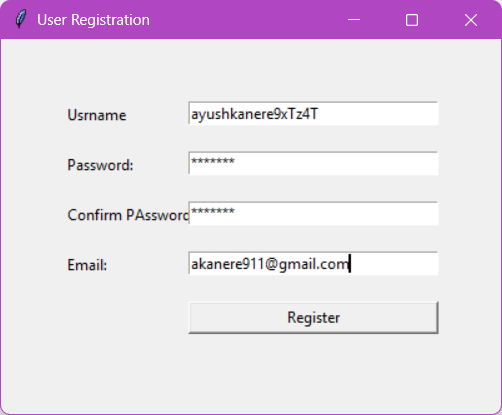 User Registration
Usrname ayushkanere9xTz4T
Password: *******
Confirm PAssword *******
Email: akanere911@gmail.com
Register